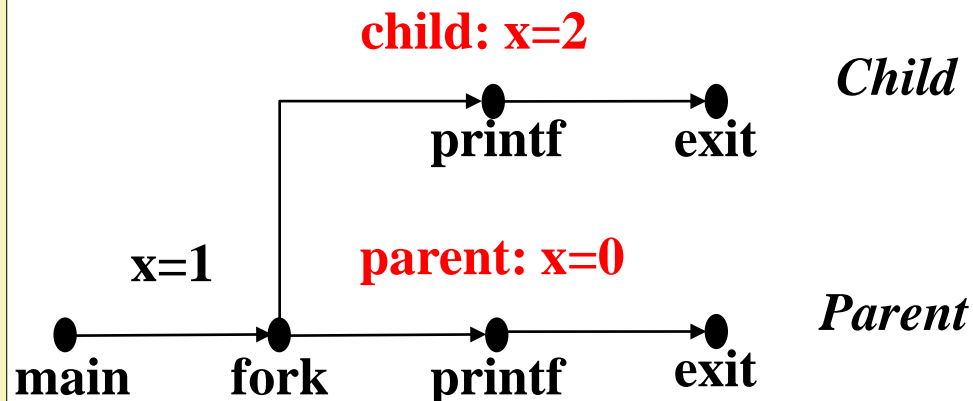 child: x=2
Child
printf
exit
x=1
parent: x=0
Parent
main
fork
printf
exit